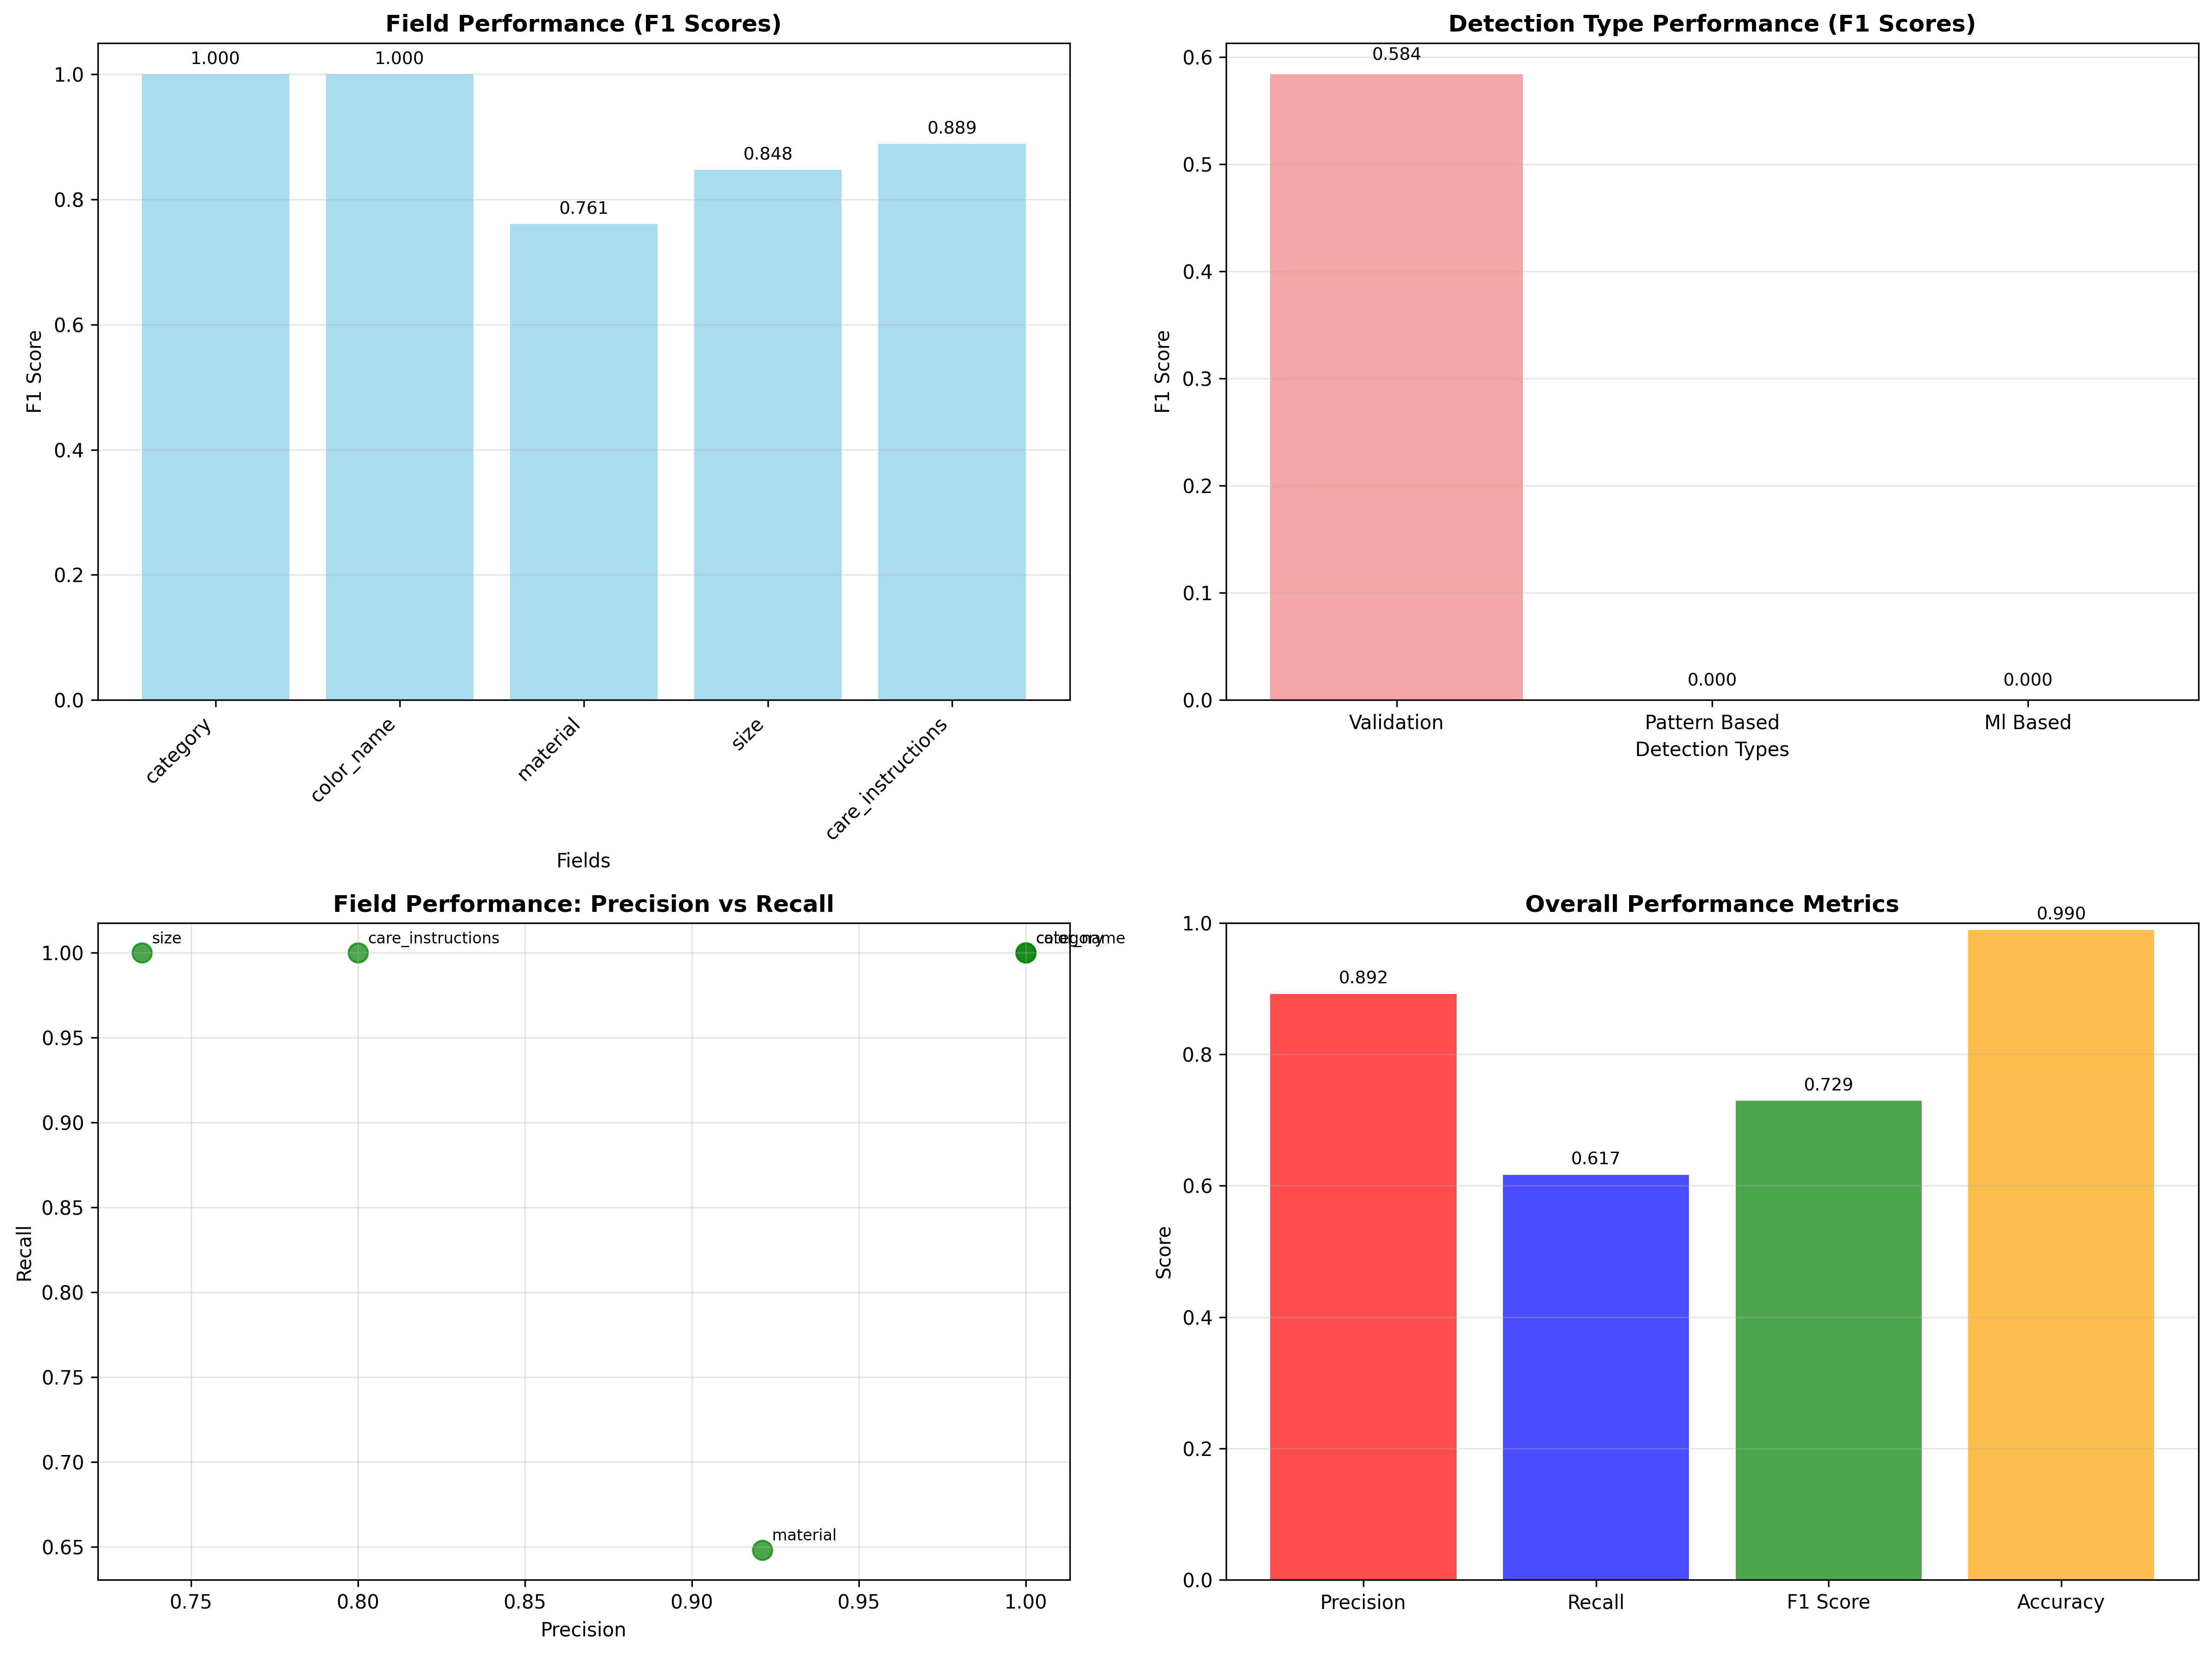 Field Performance (F1 Scores)
F1 Score
1.0
0.8
0.6
0.4
0.2
0.0
1.000
1.000
0.761
0.848
0.889
category
color_name
material
size
care_instructions
Fields
Detection Type Performance (F1 Scores)
F1 Score
0.6
0.5
0.4
0.3
0.2
0.1
0.0
0.584
0.000
0.000
Validation
Pattern Based
Ml Based
Detection Types
Field Performance: Precision vs Recall
Recall
1.00
0.95
0.90
0.85
0.80
0.75
0.70
0.65
size
care_instructions
category
color_name
material
0.75
0.80
0.85
0.90
0.95
1.00
Precision
Overall Performance Metrics
Score
1.0
0.8
0.6
0.4
0.2
0.0
0.892
0.617
0.729
0.990
Precision
Recall
F1 Score
Accuracy